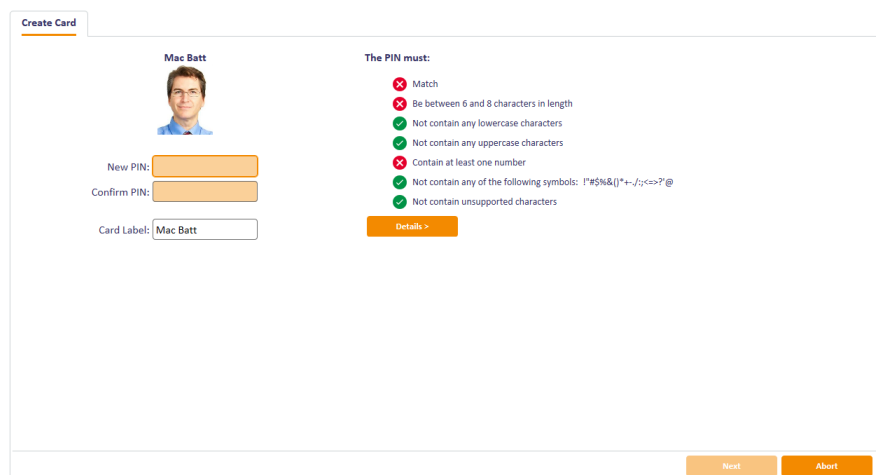 Create Card
Mac Batt
New PIN:
Confirm PIN:
Card Label: Mac Batt
The PIN must:
Match
Be between 6 and 8 characters in length
Not contain any lowercase characters
Not contain any uppercase characters
Contain at least one number
Not contain any of the following symbols: !"#$%&()*+-./:;<=>?'@
Not contain unsupported characters
Details >
Next
Abort